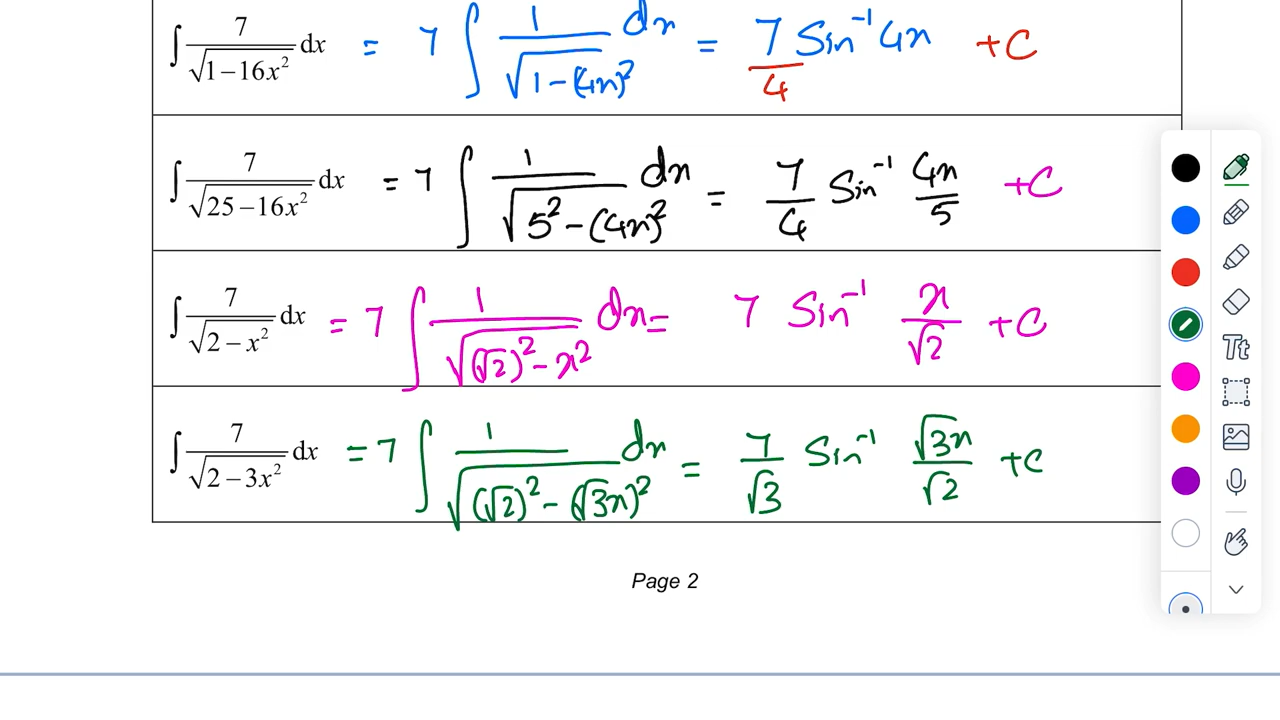 ∫ 7/√(1−16x²) dx = 7 ∫ 1/√(1−(4x)²) dx = 7/4 Sin⁻¹ 4x + C
∫ 7/√(25−16x²) dx = 7 ∫ 1/√(5²−(4x)²) dx = 7/4 Sin⁻¹ 4x/5 + C
∫ 7/√(2−x²) dx = 7 ∫ 1/√((√2)²−x²) dx = 7 Sin⁻¹ x/√2 + C
∫ 7/√(2−3x²) dx = 7 ∫ 1/√((√2)²−(√3x)²) dx = 7/√3 Sin⁻¹ √3x/√2 + C
Page 2
Tt